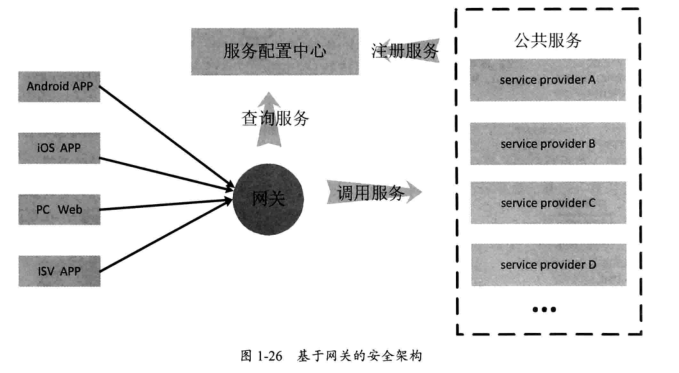 服务配置中心
注册服务
公共服务
Android APP
查询服务
service provider A
iOS APP
service provider B
网关
调用服务
PC Web
service provider C
ISV APP
service provider D
•••
图 1-26 基于网关的安全架构